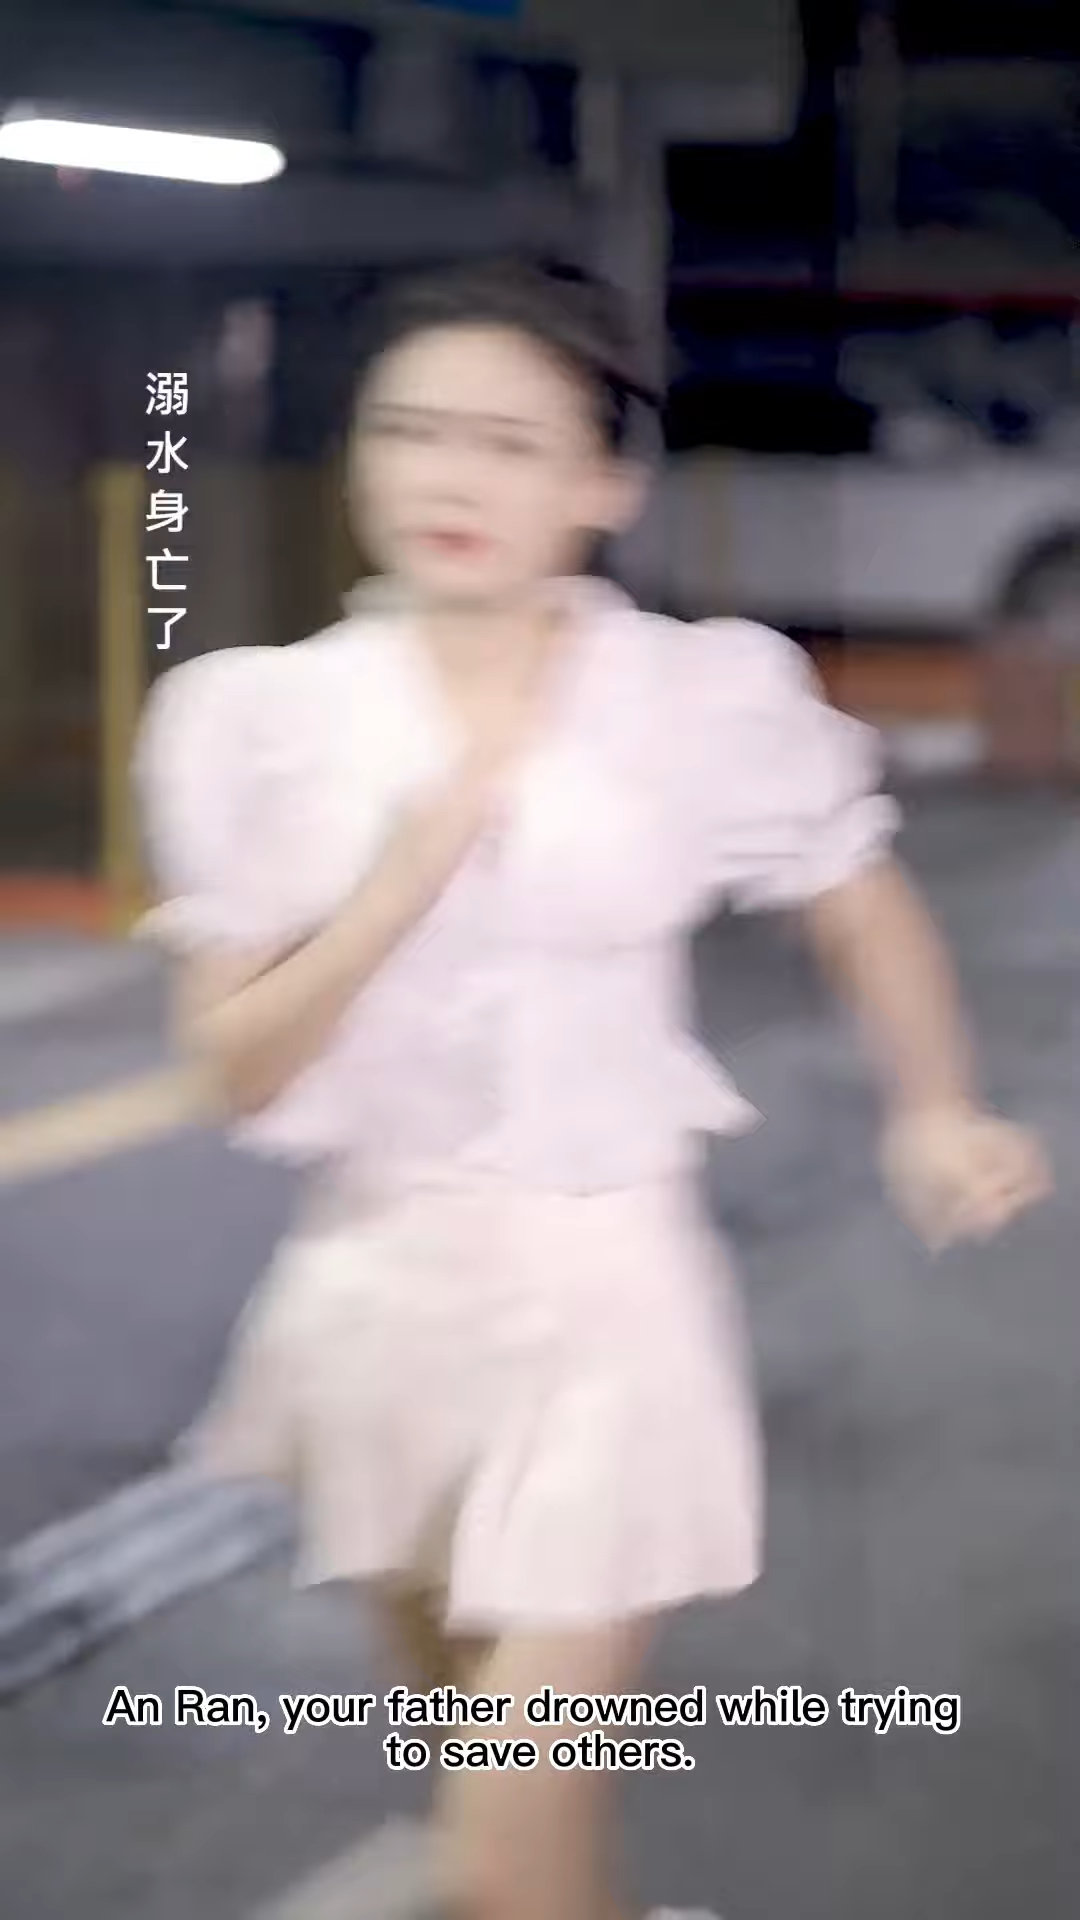 溺水身亡了
An Ran, your father drowned while trying
to save others.